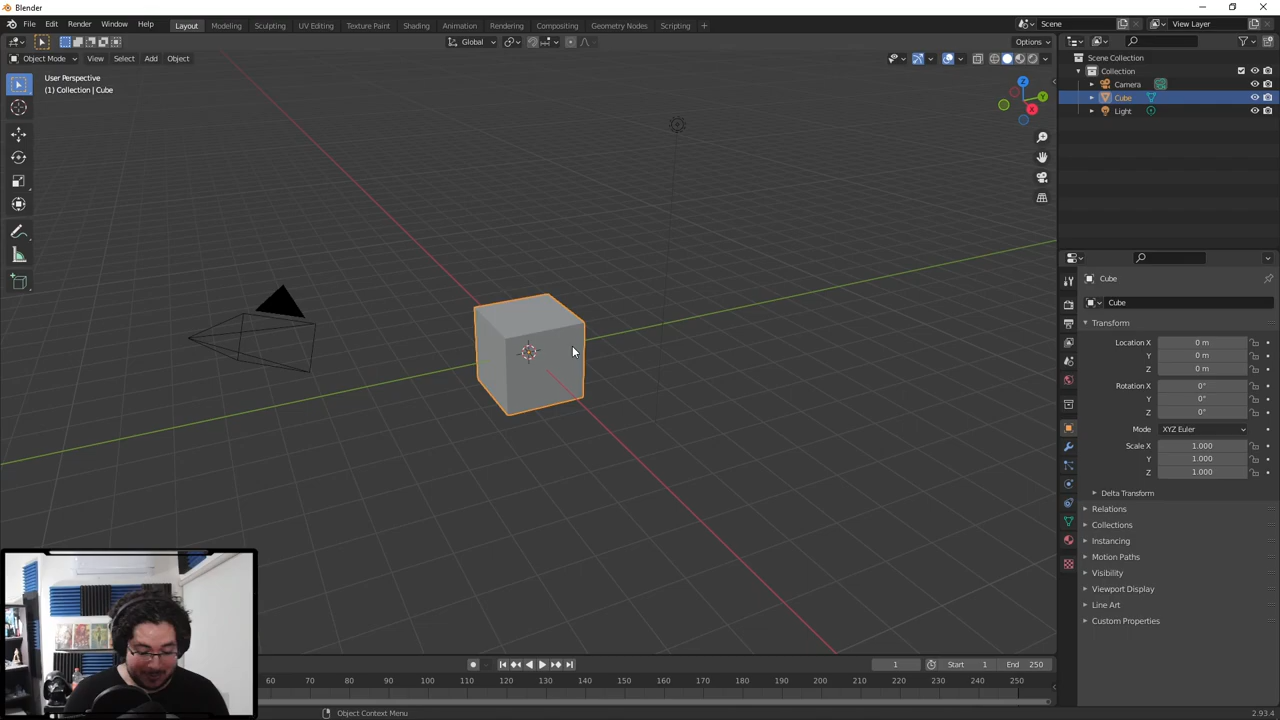 Blender
File Edit Render Window Help Layout Modeling Sculpting UV Editing Texture Paint Shading Animation Rendering Compositing Geometry Nodes Scripting + Scene View Layer
Global Options
Object Mode View Select Add Object
User Perspective
(1) Collection | Cube
Z
Y
X
Scene Collection
Collection
Camera
Cube
Light
Cube
Cube
Transform
Location X 0 m
Y 0 m
Z 0 m
Rotation X 0°
Y 0°
Z 0°
Mode XYZ Euler
Scale X 1.000
Y 1.000
Z 1.000
Delta Transform
Relations
Collections
Instancing
Motion Paths
Visibility
Viewport Display
Line Art
Custom Properties
1 Start 1 End 250
60 70 80 90 100 110 120 130 140 150 160 170 180 190 200 210 220 230 240 250
Object Context Menu 2.93.4